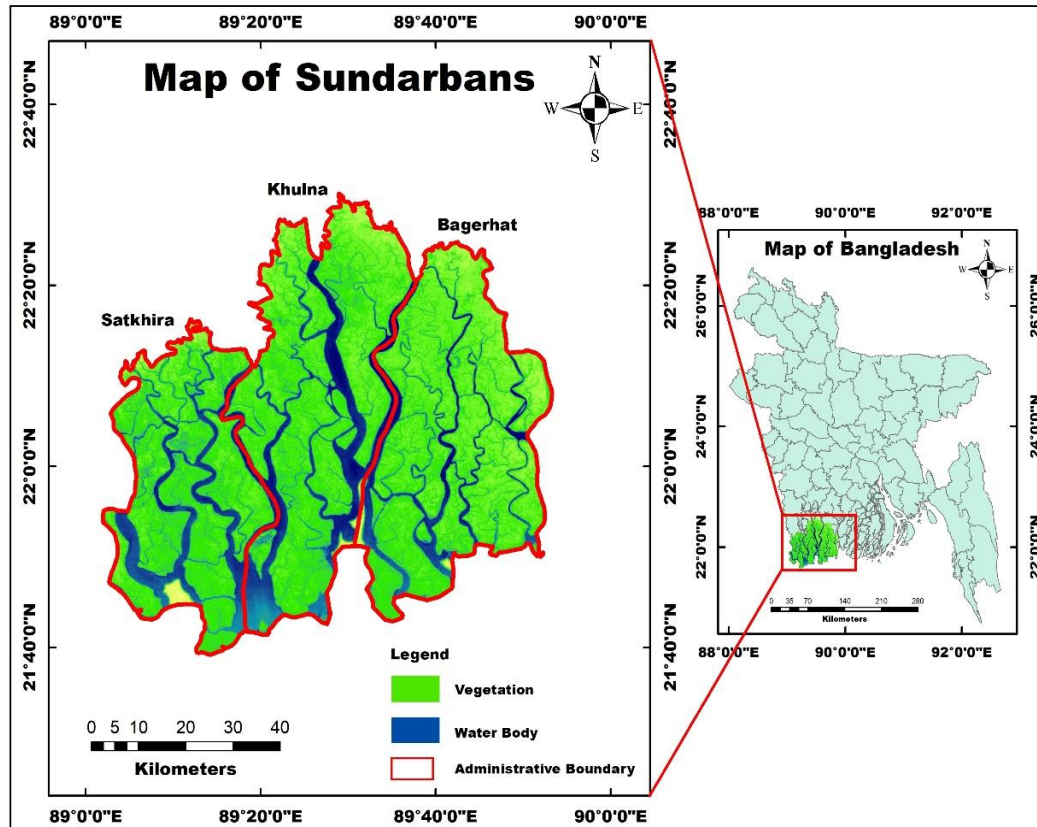 89°0'0"E 89°20'0"E 89°40'0"E 90°0'0"E
Map of Sundarbans
N
W E
S
22°40'0"N 22°40'0"N
Khulna
Bagerhat
22°20'0"N 22°20'0"N
Satkhira
22°0'0"N 22°0'0"N
21°40'0"N 21°40'0"N
Legend
Vegetation
Water Body
Administrative Boundary
0 5 10 20 30 40
Kilometers
89°0'0"E 89°20'0"E 89°40'0"E 90°0'0"E
88°0'0"E 90°0'0"E 92°0'0"E
Map of Bangladesh
N
W E
S
26°0'0"N 26°0'0"N
24°0'0"N 24°0'0"N
22°0'0"N 22°0'0"N
0 35 70 140 210 280
Kilometers
88°0'0"E 90°0'0"E 92°0'0"E